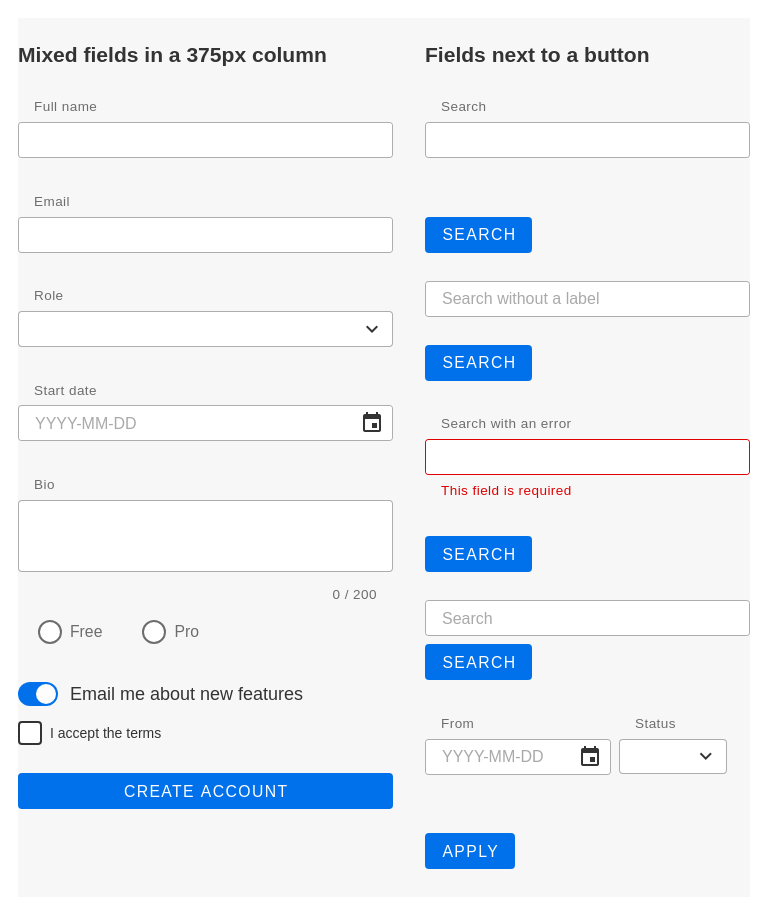 Mixed fields in a 375px column
Full name
Email
Role
Start date
YYYY-MM-DD
Bio
0 / 200
Free Pro
Email me about new features
I accept the terms
CREATE ACCOUNT
Fields next to a button
Search
SEARCH
Search without a label
SEARCH
Search with an error
This field is required
SEARCH
Search
SEARCH
From Status
YYYY-MM-DD
APPLY